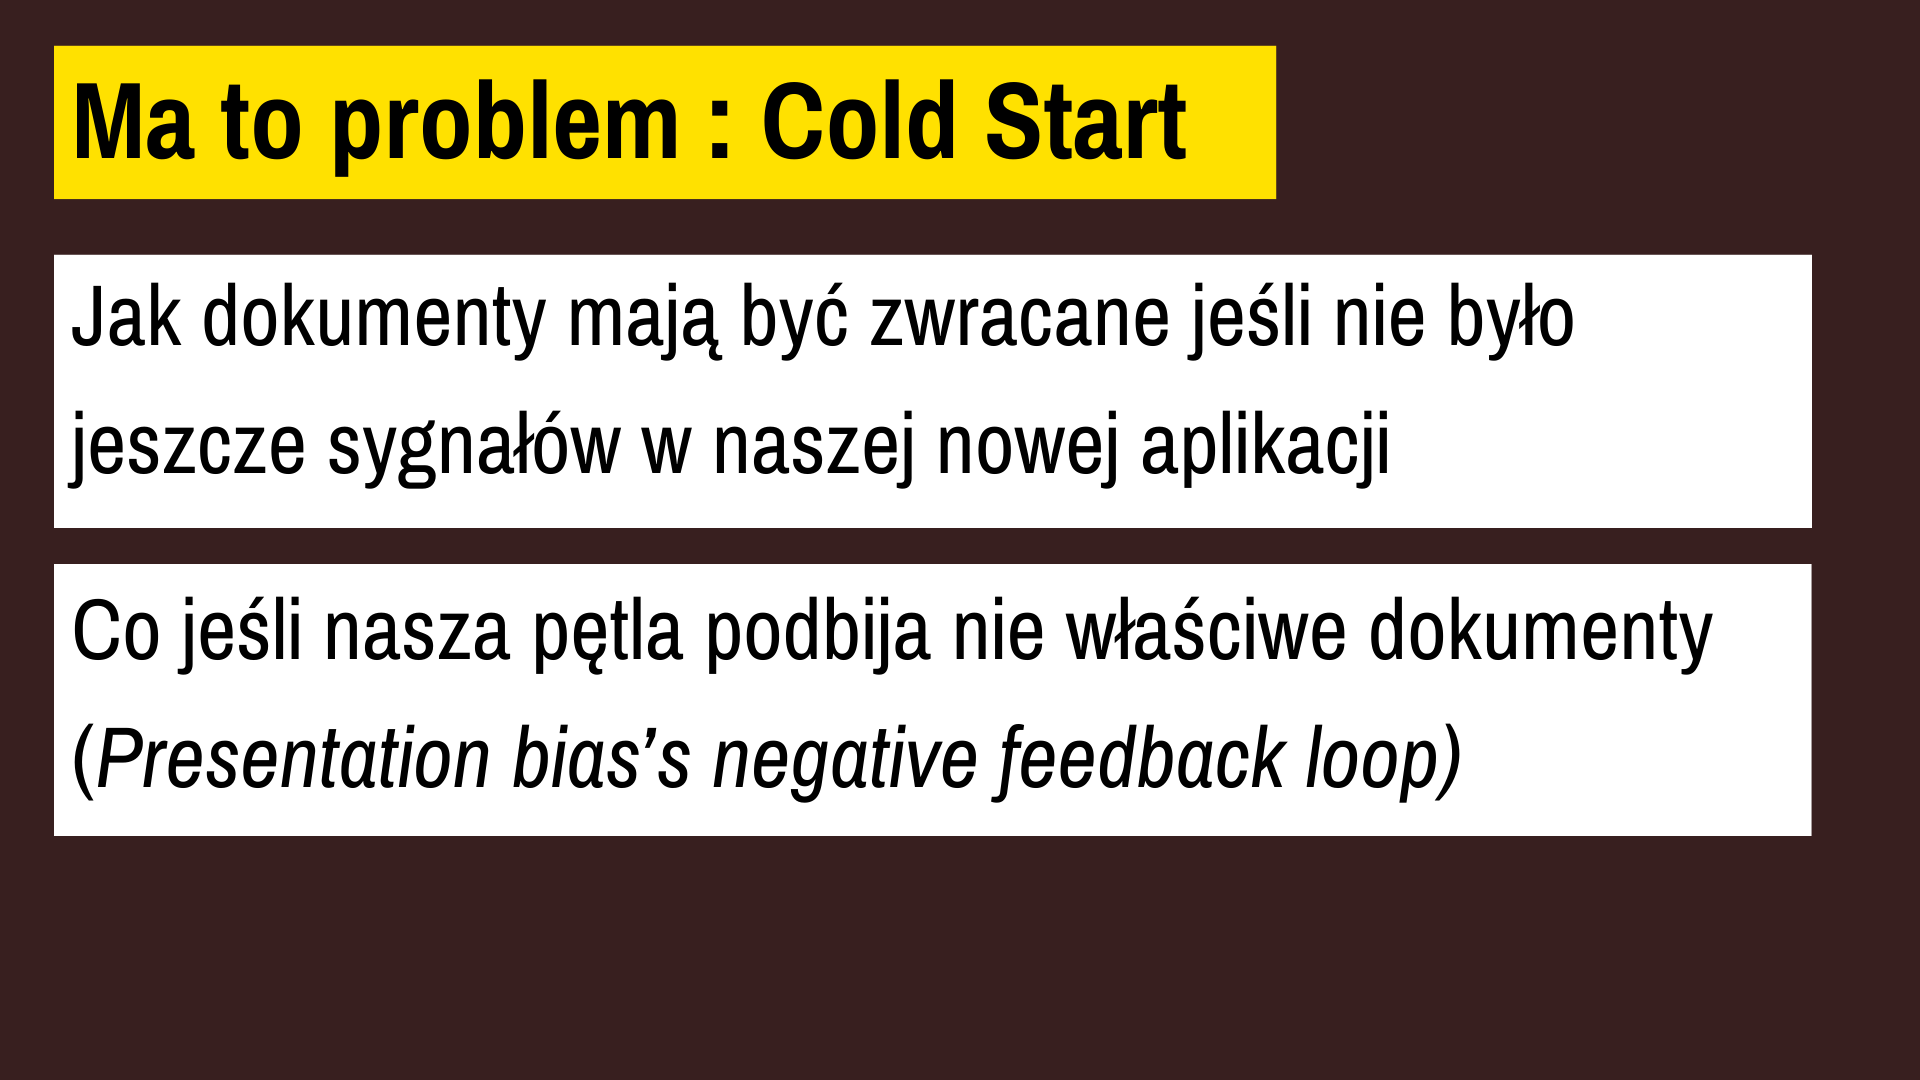 Ma to problem : Cold Start
Jak dokumenty mają być zwracane jeśli nie było
jeszcze sygnałów w naszej nowej aplikacji
Co jeśli nasza pętla podbija nie właściwe dokumenty
(Presentation bias’s negative feedback loop)